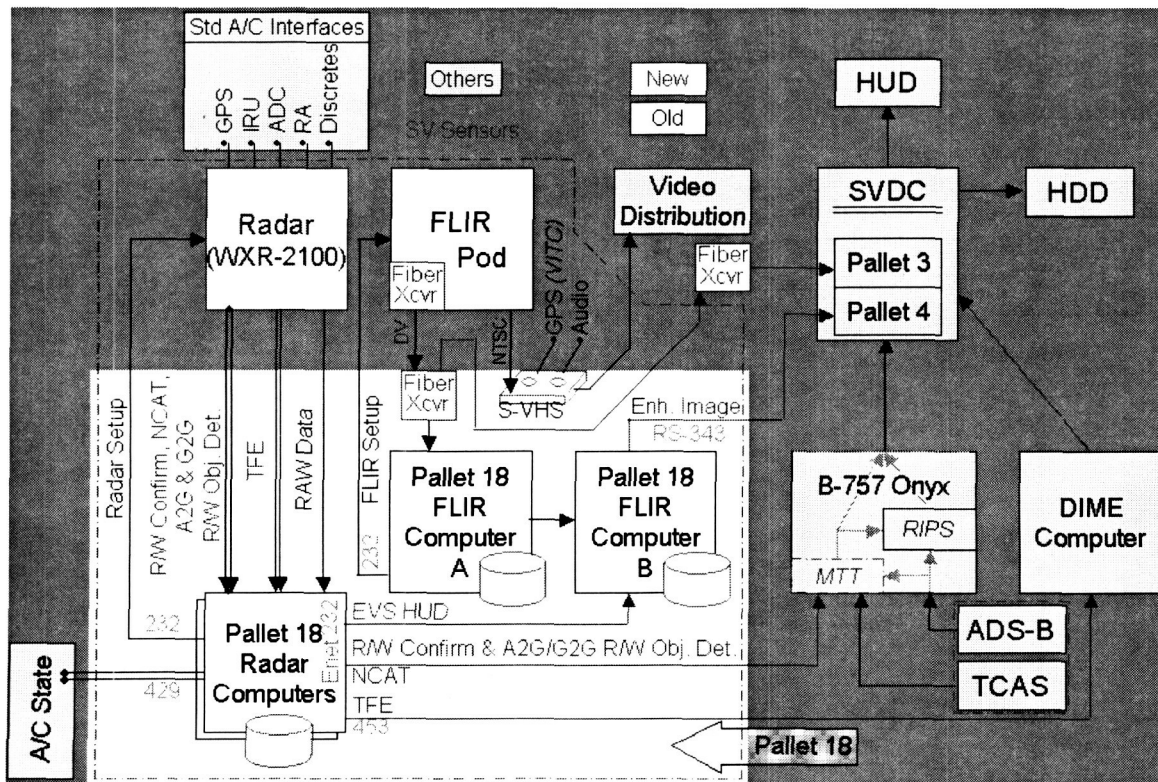 Std A/C Interfaces
GPS
IRU
ADC
RA
Discretes
Others
SV Sensors
New
Old
HUD
Radar
(WXR-2100)
FLIR
Pod
Fiber
Xcvr
Video
Distribution
Fiber
Xcvr
SVDC
Pallet 3
Pallet 4
HDD
DV
NTSC
GPS (VITC)
Audio
Fiber
Xcvr
S-VHS
Radar Setup
R/W Confirm, NCAT,
A2G & G2G
R/W Obj. Det.
TFE
RAW Data
FLIR Setup
232
Enh. Image
RS-343
Pallet 18
FLIR
Computer
A
Pallet 18
FLIR
Computer
B
B-757 Onyx
RIPS
MTT
DIME
Computer
232
429
A/C State
Pallet 18
Radar
Computers
Enet 232
EVS HUD
R/W Confirm & A2G/G2G R/W Obj. Det.
NCAT
TFE
453
ADS-B
TCAS
Pallet 18